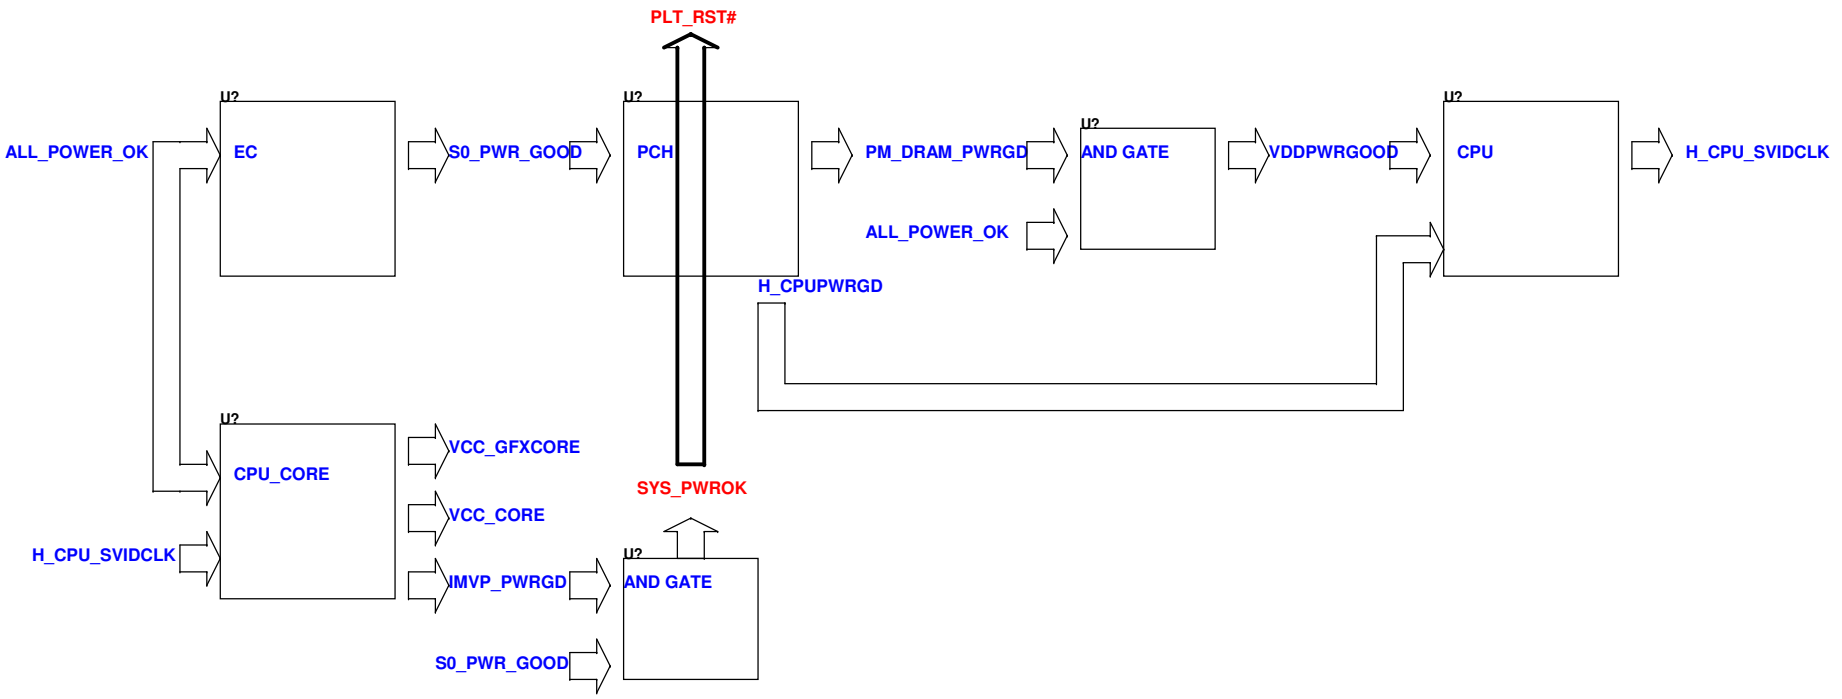 PLT_RST#
U?
U?
U?
U?
ALL_POWER_OK
EC
S0_PWR_GOOD
PCH
PM_DRAM_PWRGD
AND GATE
VDDPWRGOOD
CPU
H_CPU_SVIDCLK
ALL_POWER_OK
H_CPUPWRGD
U?
VCC_GFXCORE
CPU_CORE
SYS_PWROK
VCC_CORE
H_CPU_SVIDCLK
U?
IMVP_PWRGD
AND GATE
S0_PWR_GOOD